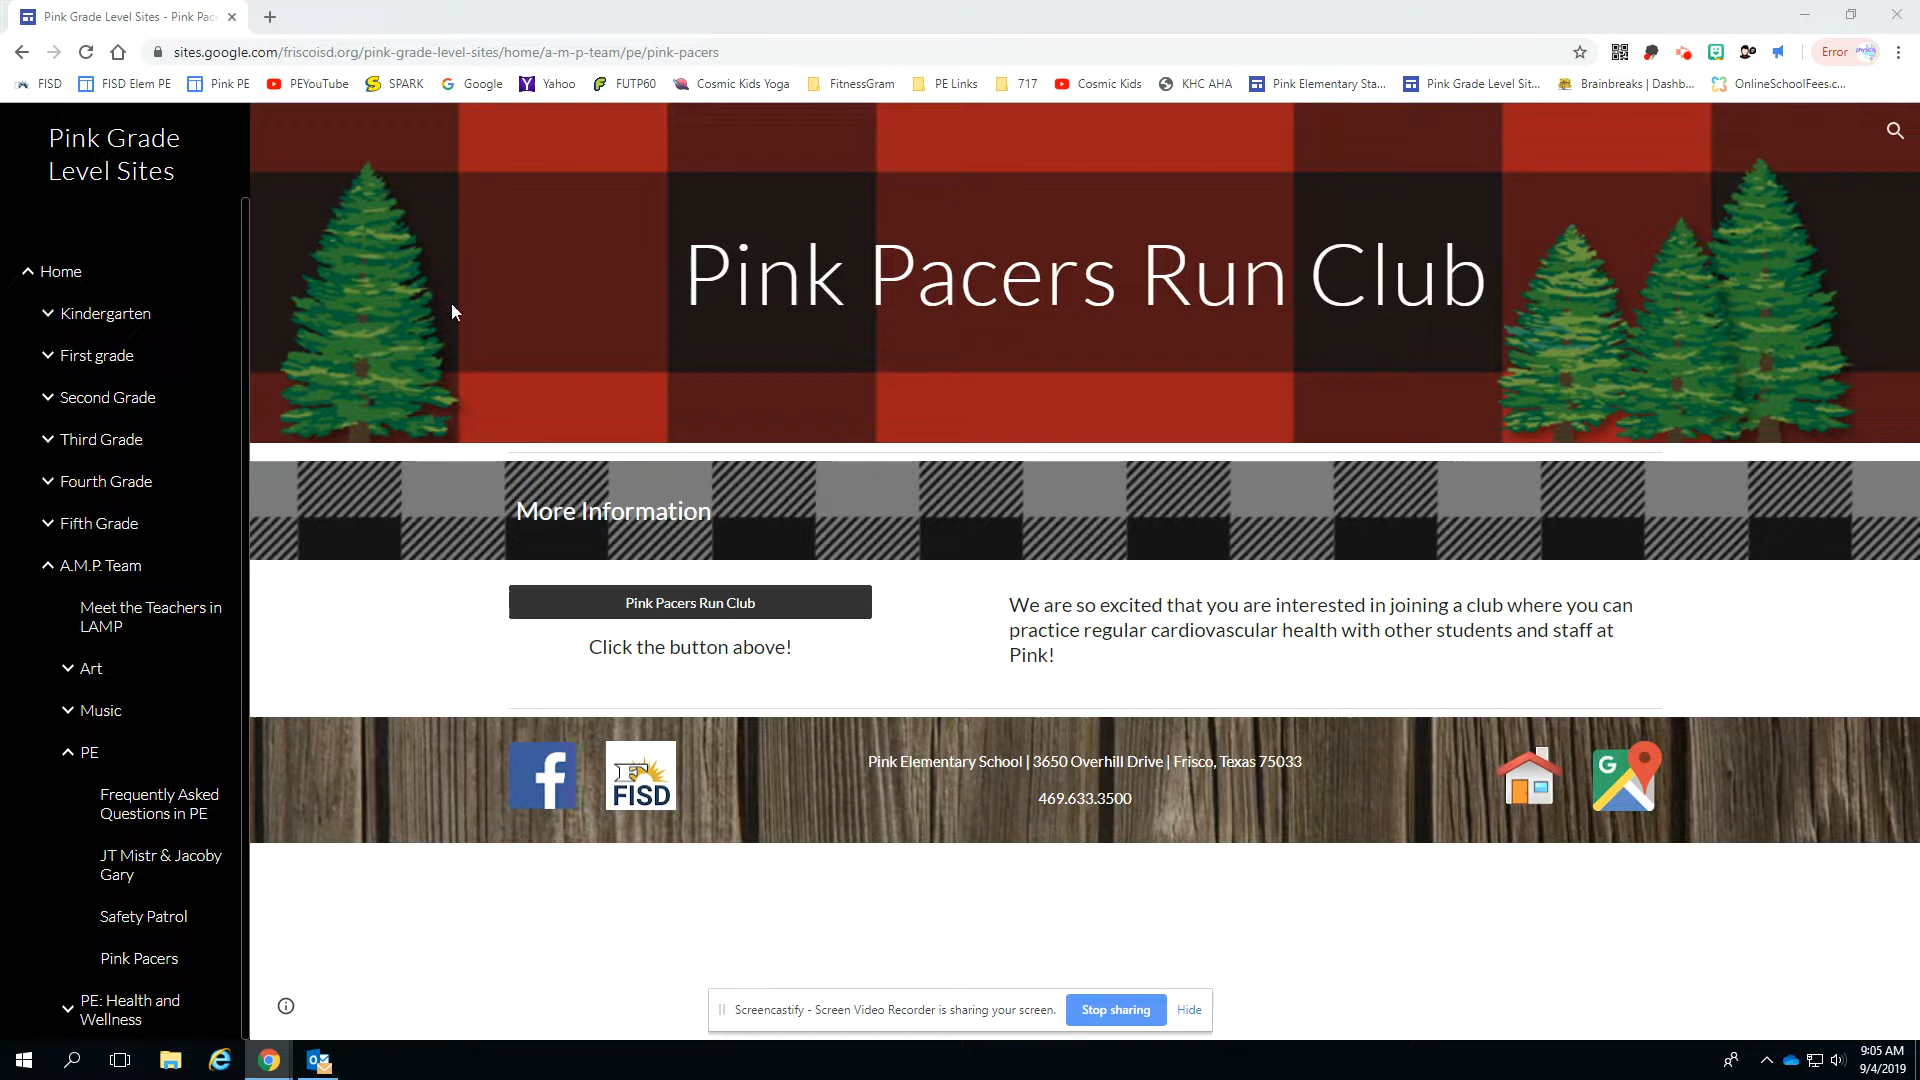 Pink Grade Level Sites - Pink Pac
sites.google.com/friscoisd.org/pink-grade-level-sites/home/a-m-p-team/pe/pink-pacers
Error
FISD
FISD Elem PE
Pink PE
PEYouTube
SPARK
Google
Yahoo
FUTP60
Cosmic Kids Yoga
FitnessGram
PE Links
717
Cosmic Kids
KHC AHA
Pink Elementary Sta...
Pink Grade Level Sit...
Brainbreaks | Dashb...
OnlineSchoolFees.c...
Pink Grade
Level Sites
Home
Kindergarten
First grade
Second Grade
Third Grade
Fourth Grade
Fifth Grade
A.M.P. Team
Meet the Teachers in
LAMP
Art
Music
PE
Frequently Asked
Questions in PE
JT Mistr & Jacoby
Gary
Safety Patrol
Pink Pacers
PE: Health and
Wellness
Pink Pacers Run Club
More Information
Pink Pacers Run Club
Click the button above!
We are so excited that you are interested in joining a club where you can
practice regular cardiovascular health with other students and staff at
Pink!
FISD
Pink Elementary School | 3650 Overhill Drive | Frisco, Texas 75033
469.633.3500
G
Screencastify - Screen Video Recorder is sharing your screen.
Stop sharing
Hide
9:05 AM
9/4/2019